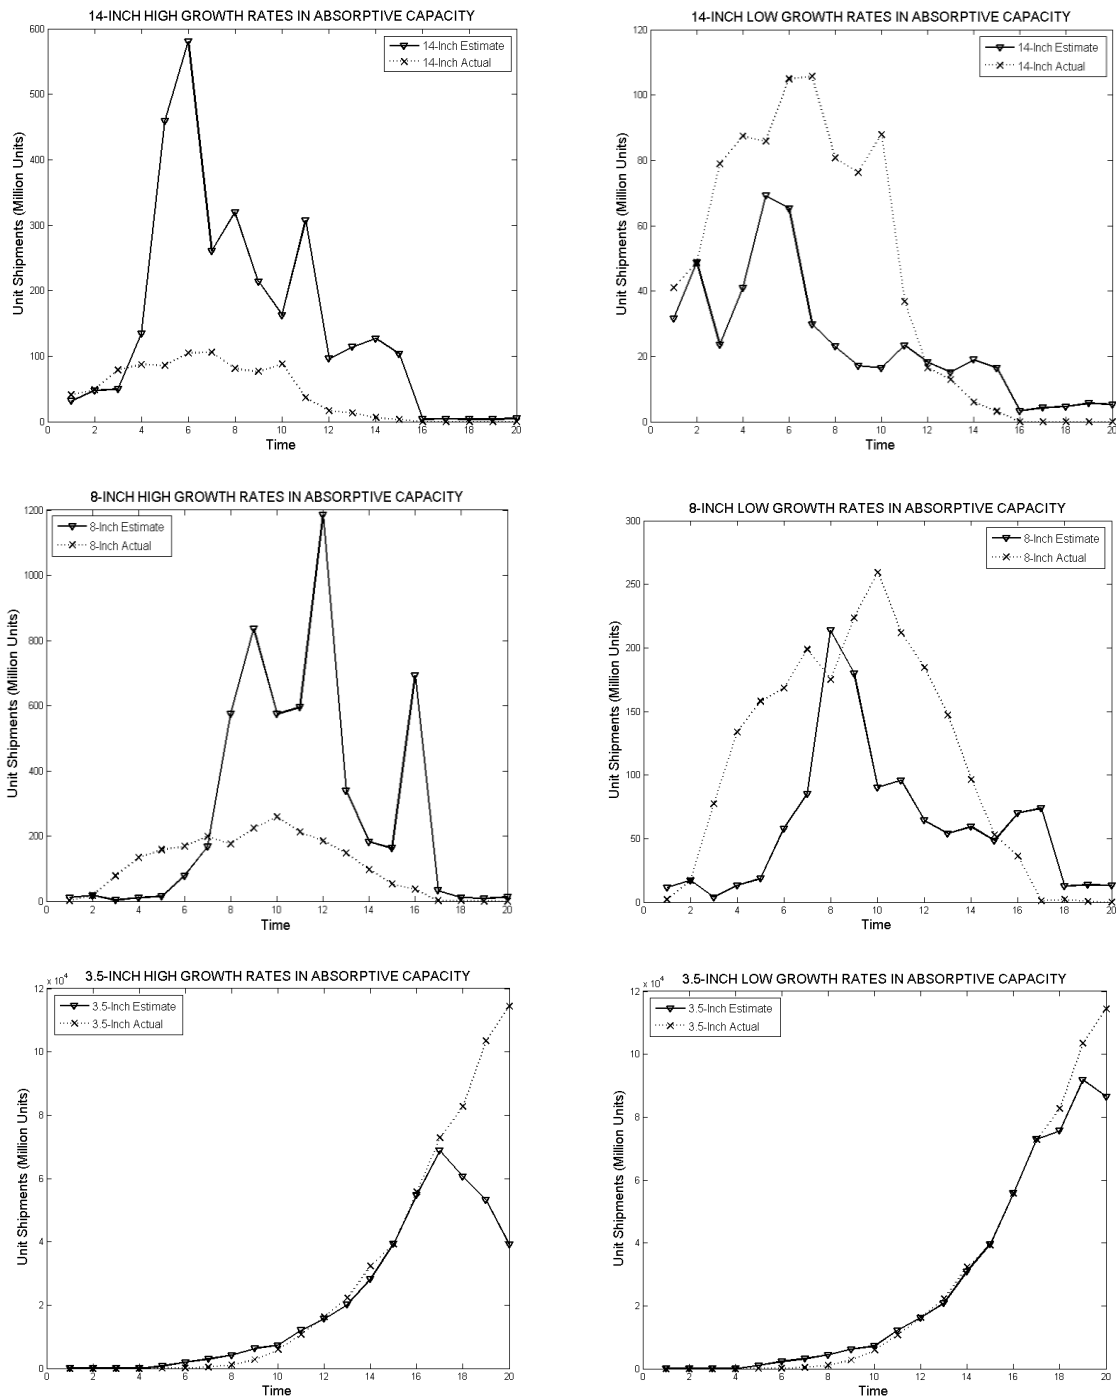 14-INCH HIGH GROWTH RATES IN ABSORPTIVE CAPACITY
600
500
400
300
200
100
0
0 2 4 6 8 10 12 14 16 18 20
Unit Shipments (Million Units)
Time
14-Inch Estimate
14-Inch Actual
14-INCH LOW GROWTH RATES IN ABSORPTIVE CAPACITY
120
100
80
60
40
20
0
0 2 4 6 8 10 12 14 16 18 20
Unit Shipments (Million Units)
Time
14-Inch Estimate
14-Inch Actual
8-INCH HIGH GROWTH RATES IN ABSORPTIVE CAPACITY
1200
1000
800
600
400
200
0
0 2 4 6 8 10 12 14 16 18 20
Unit Shipments (Million Units)
Time
8-Inch Estimate
8-Inch Actual
8-INCH LOW GROWTH RATES IN ABSORPTIVE CAPACITY
300
250
200
150
100
50
0
0 2 4 6 8 10 12 14 16 18 20
Unit Shipments (Million Units)
Time
8-Inch Estimate
8-Inch Actual
3.5-INCH HIGH GROWTH RATES IN ABSORPTIVE CAPACITY
x 10⁴
12
10
8
6
4
2
0
0 2 4 6 8 10 12 14 16 18 20
Unit Shipments (Million Units)
Time
3.5-Inch Estimate
3.5-Inch Actual
3.5-INCH LOW GROWTH RATES IN ABSORPTIVE CAPACITY
x 10⁴
12
10
8
6
4
2
0
0 2 4 6 8 10 12 14 16 18 20
Unit Shipments (Million Units)
Time
3.5-Inch Estimate
3.5-Inch Actual